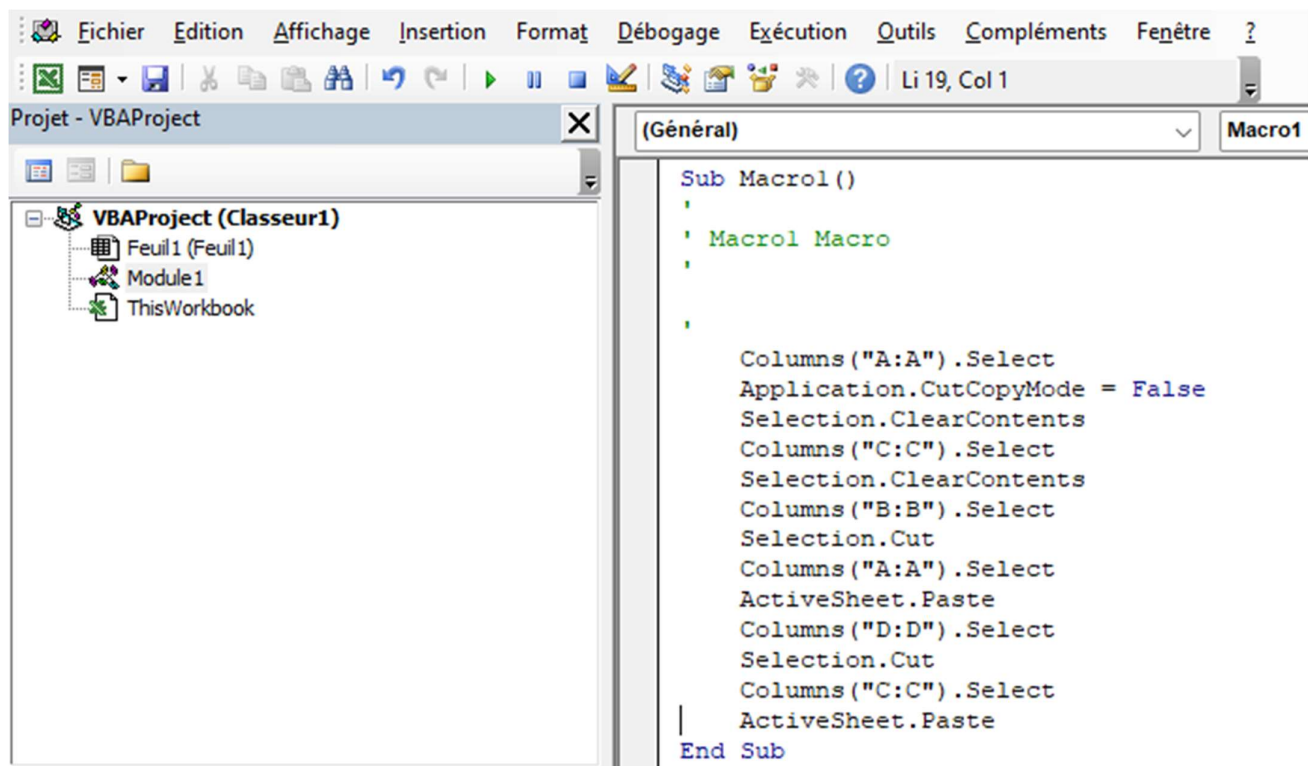 Fichier Edition Affichage Insertion Format Débogage Exécution Outils Compléments Fenêtre ?
Li 19, Col 1
Projet - VBAProject
VBAProject (Classeur1)
Feuil1 (Feuil1)
Module1
ThisWorkbook
(Général) Macro1
Sub Macro1()
'
' Macro1 Macro
'
'
Columns("A:A").Select
Application.CutCopyMode = False
Selection.ClearContents
Columns("C:C").Select
Selection.ClearContents
Columns("B:B").Select
Selection.Cut
Columns("A:A").Select
ActiveSheet.Paste
Columns("D:D").Select
Selection.Cut
Columns("C:C").Select
ActiveSheet.Paste
End Sub